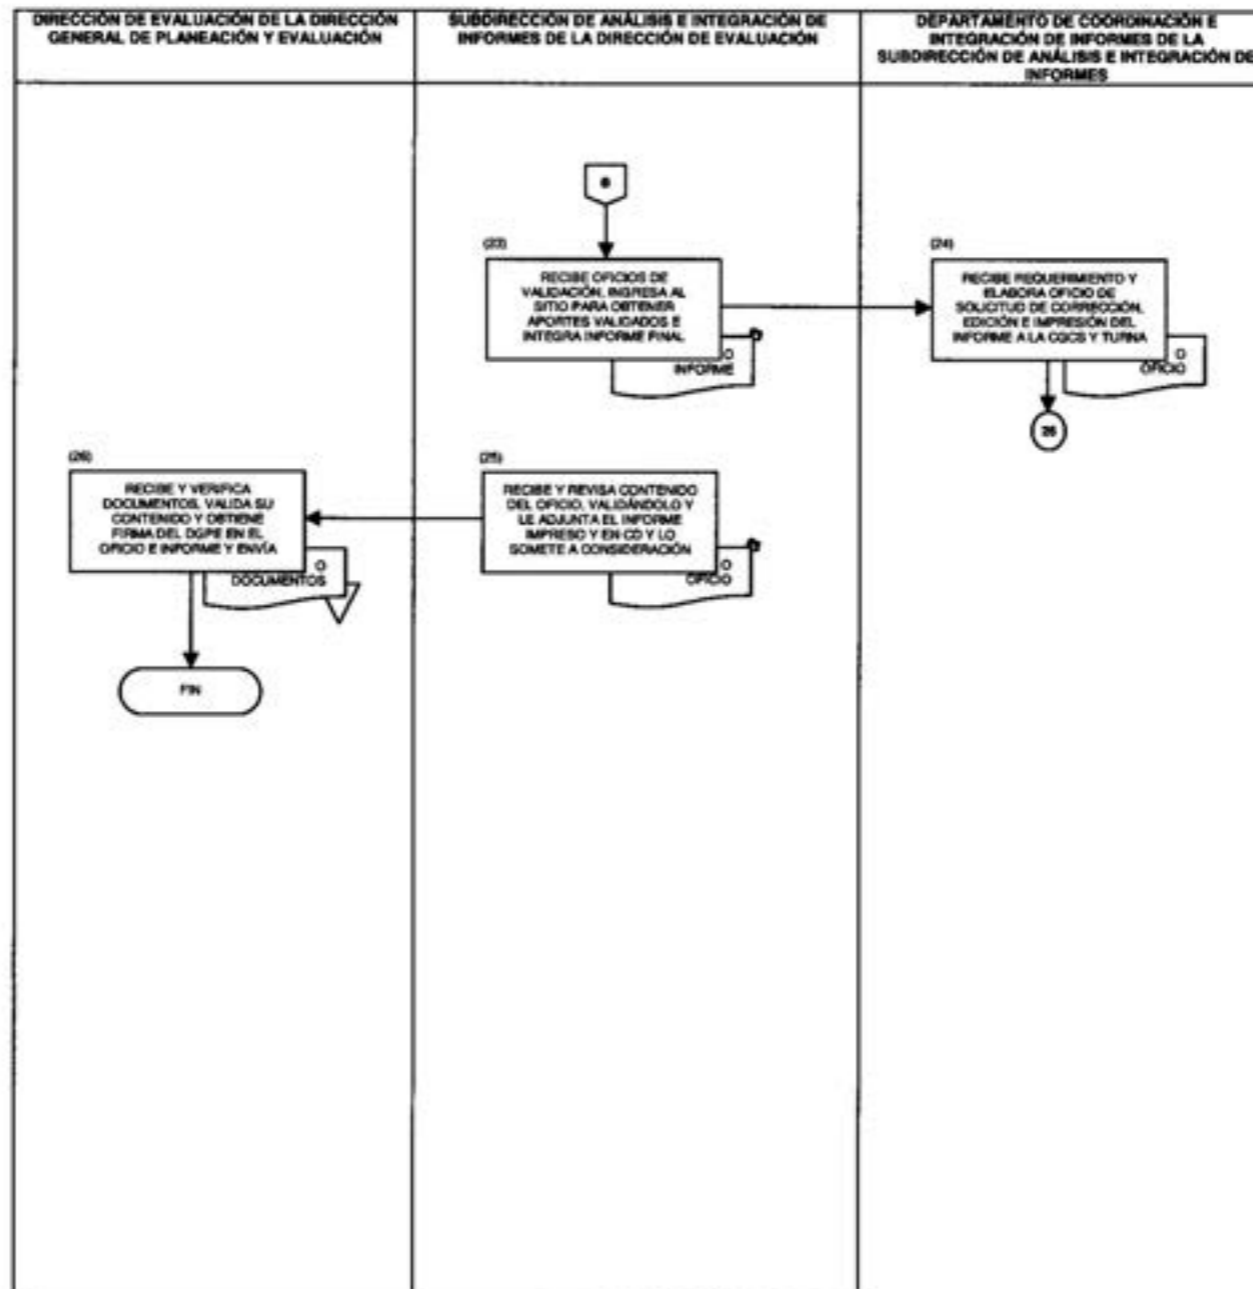 DIRECCIÓN DE EVALUACIÓN DE LA DIRECCIÓN
GENERAL DE PLANEACIÓN Y EVALUACIÓN
SUBDIRECCIÓN DE ANÁLISIS E INTEGRACIÓN DE
INFORMES DE LA DIRECCIÓN DE EVALUACIÓN
DEPARTAMENTO DE COORDINACIÓN E
INTEGRACIÓN DE INFORMES DE LA
SUBDIRECCIÓN DE ANÁLISIS E INTEGRACIÓN DE
INFORMES
(23)
RECIBE OFICIOS DE
VALIDACIÓN, INGRESA AL
SITIO PARA OBTENER
APORTES VALIDADOS E
INTEGRA INFORME FINAL
O
INFORME
(24)
RECIBE REQUERIMIENTO Y
ELABORA OFICIO DE
SOLICITUD DE CORRECCIÓN,
EDICIÓN E IMPRESIÓN DEL
INFORME A LA CGCS Y TURNA
O
OFICIO
(26)
RECIBE Y VERIFICA
DOCUMENTOS, VALIDA SU
CONTENIDO Y OBTIENE
FIRMA DEL DGPE EN EL
OFICIO E INFORME Y ENVÍA
O
DOCUMENTOS
FIN
(25)
RECIBE Y REVISA CONTENIDO
DEL OFICIO, VALIDÁNDOLO Y
LE ADJUNTA EL INFORME
IMPRESO Y EN CD Y LO
SOMETE A CONSIDERACIÓN
O
OFICIO